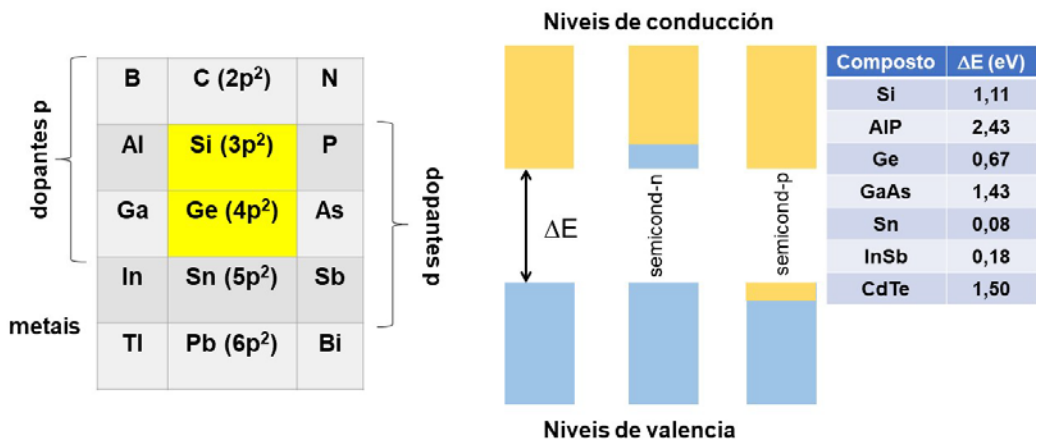 dopantes p
B C (2p²) N
Al Si (3p²) P
Ga Ge (4p²) As
In Sn (5p²) Sb
Tl Pb (6p²) Bi
metais
dopantes p
Niveis de conducción
ΔE
semicond-n
semicond-p
Niveis de valencia
Composto ΔE (eV)
Si 1,11
AlP 2,43
Ge 0,67
GaAs 1,43
Sn 0,08
InSb 0,18
CdTe 1,50